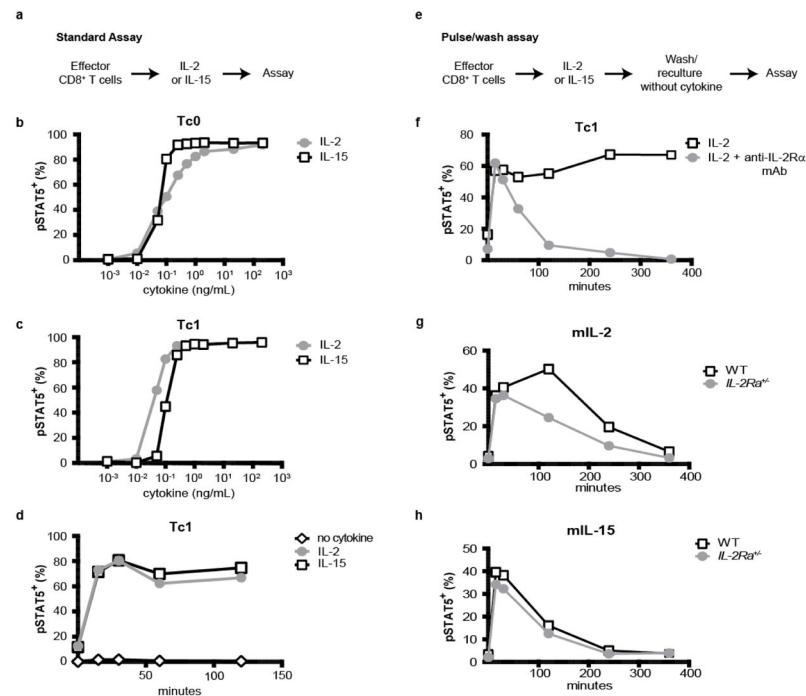 a
Standard Assay
Effector
CD8+ T cells
IL-2
or IL-15
Assay
b
Tc0
pSTAT5+ (%)
100
80
60
40
20
0
10-3 10-2 10-1 100 101 102 103
cytokine (ng/mL)
IL-2
IL-15
c
Tc1
pSTAT5+ (%)
100
80
60
40
20
0
10-3 10-2 10-1 100 101 102 103
cytokine (ng/mL)
IL-2
IL-15
d
Tc1
pSTAT5+ (%)
100
80
60
40
20
0
50 100 150
minutes
no cytokine
IL-2
IL-15
e
Pulse/wash assay
Effector
CD8+ T cells
IL-2
or IL-15
Wash/
reculture
without cytokine
Assay
f
Tc1
pSTAT5+ (%)
80
60
40
20
0
100 200 300 400
minutes
IL-2
IL-2 + anti-IL-2Rα
mAb
g
mIL-2
pSTAT5+ (%)
60
40
20
0
100 200 300 400
minutes
WT
IL-2Ra+/-
h
mIL-15
pSTAT5+ (%)
50
40
30
20
10
0
100 200 300 400
minutes
WT
IL-2Ra+/-